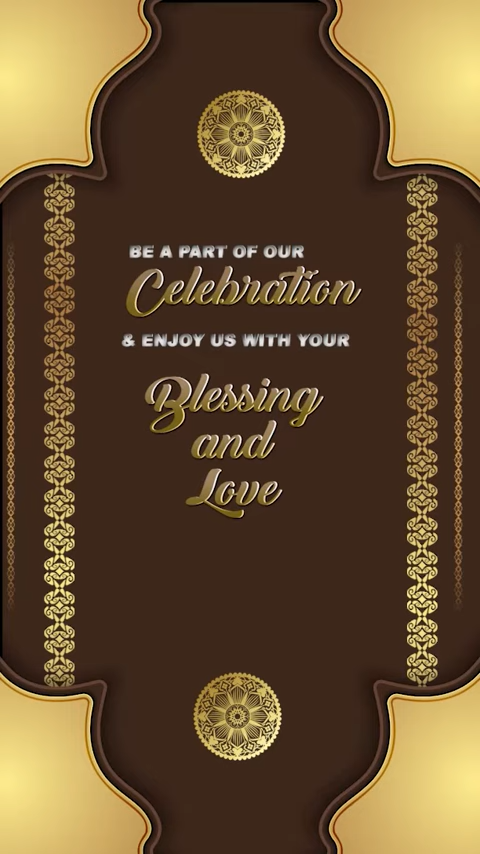 BE A PART OF OUR
Celebration
& ENJOY US WITH YOUR
Blessing
and
Love